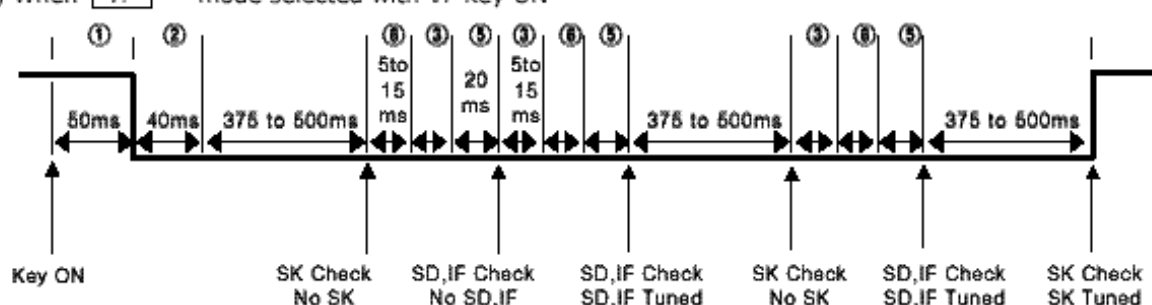 When mode selected with Key ON
① ② ⑥ ③ ⑤ ③ ⑥ ⑤ ③ ⑥ ⑤
5to 15 ms
20 ms
5to 15 ms
50ms 40ms 375 to 500ms 375 to 500ms 375 to 500ms
Key ON
SK Check
No SK
SD,IF Check
No SD,IF
SD,IF Check
SD,IF Tuned
SK Check
No SK
SD,IF Check
SD,IF Tuned
SK Check
SK Tuned